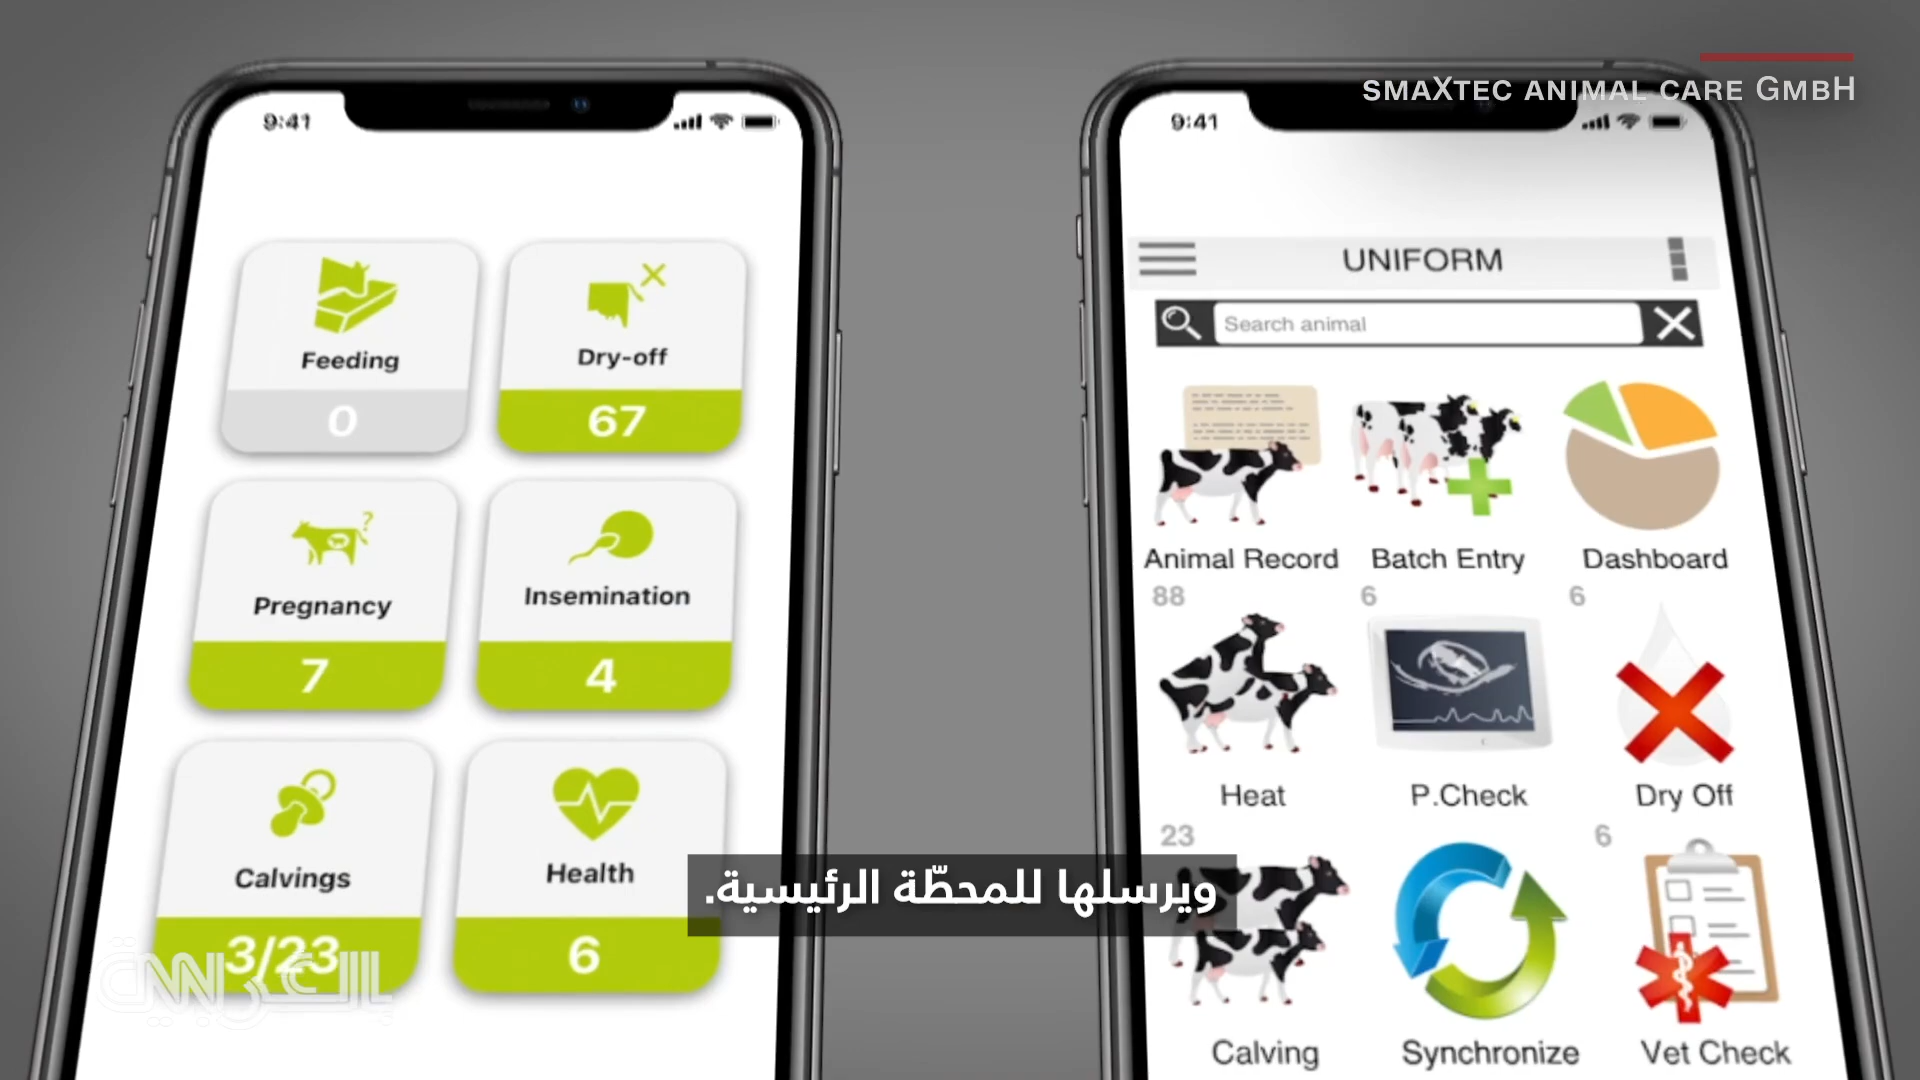 SMAXTEC ANIMAL CARE GMBH
9:41
Feeding
0
Dry-off
67
Pregnancy
7
Insemination
4
Calvings
3/23
Health
6
9:41
UNIFORM
Search animal
Animal Record
Batch Entry
Dashboard
88
6
6
Heat
P.Check
Dry Off
23
6
Calving
Synchronize
Vet Check
ويرسلها للمحطّة الرئيسية.
CNN بالعربية